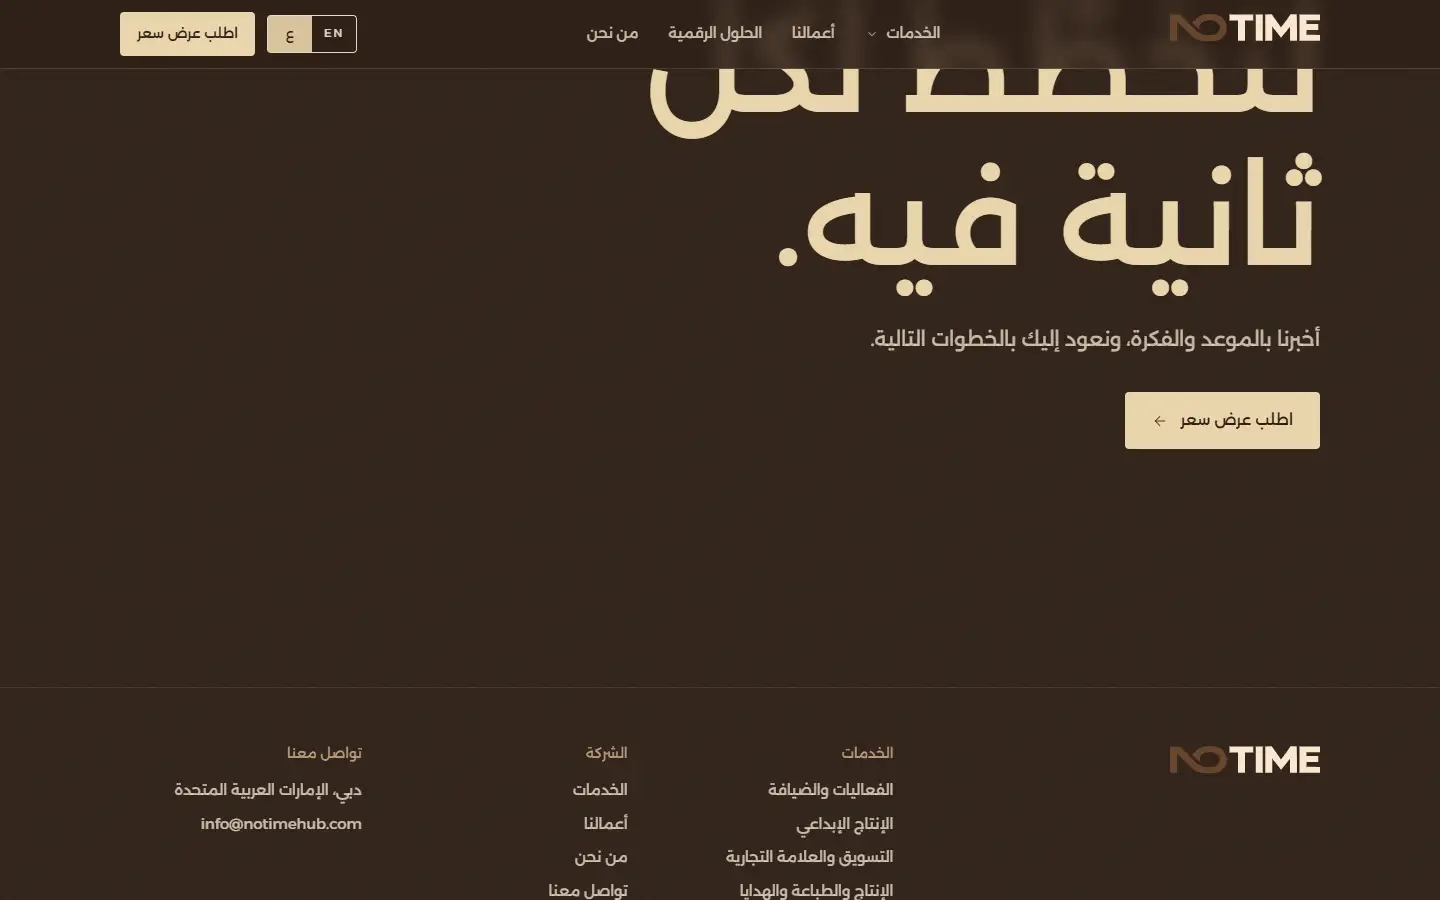 NOTIME
الخدمات
أعمالنا
الحلول الرقمية
من نحن
EN
ع
اطلب عرض سعر
ثانية فيه.
أخبرنا بالموعد والفكرة، ونعود إليك بالخطوات التالية.
اطلب عرض سعر ←
NOTIME
الخدمات
الفعاليات والضيافة
الإنتاج الإبداعي
التسويق والعلامة التجارية
الإنتاج والطباعة والهدايا
الشركة
الخدمات
أعمالنا
من نحن
تواصل معنا
تواصل معنا
دبي، الإمارات العربية المتحدة
info@notimehub.com